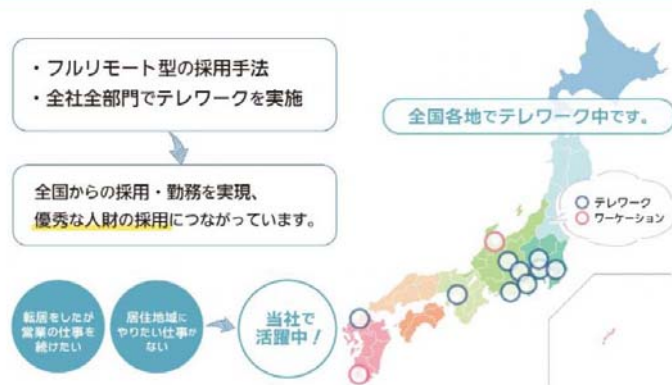 ・フルリモート型の採用手法
・全社全部門でテレワークを実施
全国からの採用・勤務を実現、
優秀な人財の採用につながっています。
転居をしたが
営業の仕事を
続けたい
居住地域に
やりたい仕事が
ない
当社で
活躍中！
全国各地でテレワーク中です。
テレワーク
ワーケーション